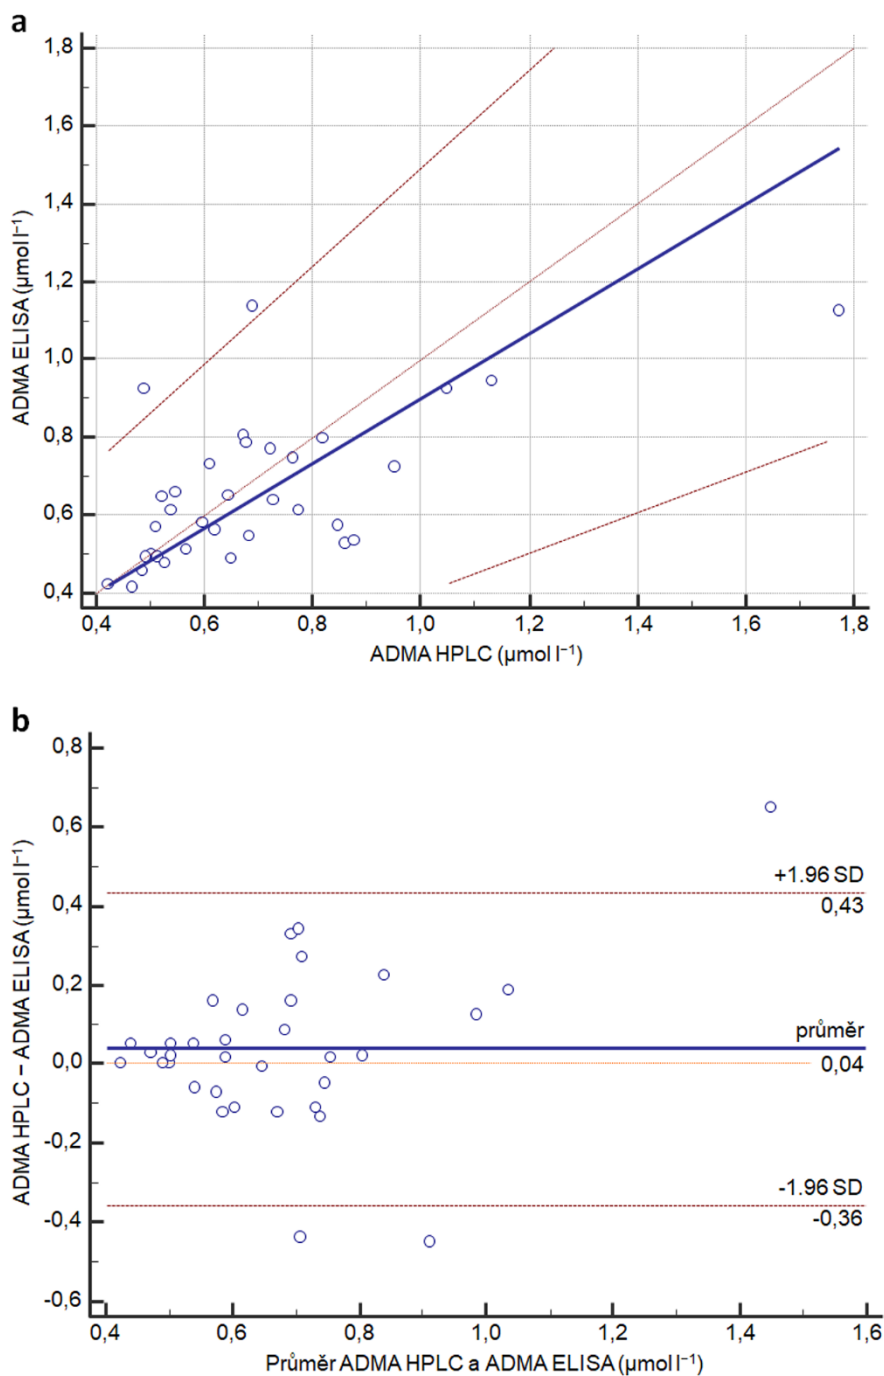 a
1,8
1,6
1,4
1,2
1,0
0,8
0,6
0,4
ADMA ELISA (µmol l⁻¹)
0,4 0,6 0,8 1,0 1,2 1,4 1,6 1,8
ADMA HPLC (µmol l⁻¹)
b
0,8
0,6
0,4
0,2
0,0
-0,2
-0,4
-0,6
ADMA HPLC – ADMA ELISA (µmol l⁻¹)
+1.96 SD
0,43
průměr
0,04
-1.96 SD
-0,36
0,4 0,6 0,8 1,0 1,2 1,4 1,6
Průměr ADMA HPLC a ADMA ELISA (µmol l⁻¹)